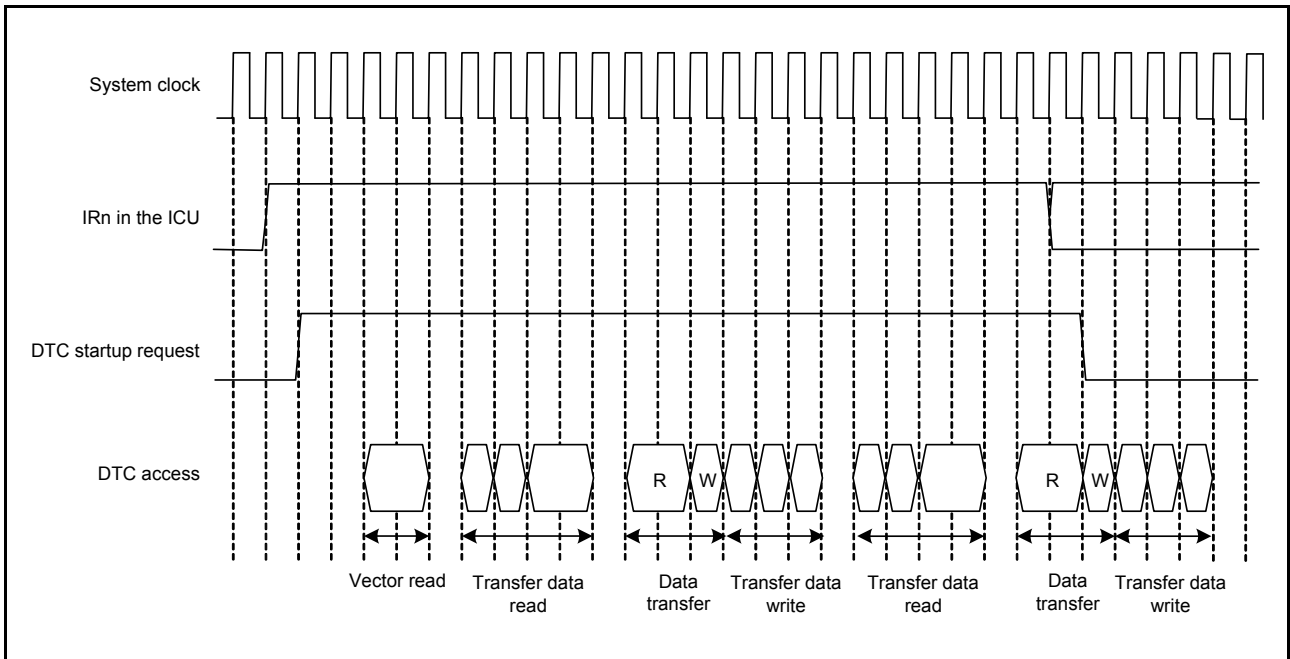 System clock
IRn in the ICU
DTC startup request
DTC access
R
W
R
W
Vector read
Transfer data
read
Data
transfer
Transfer data
write
Transfer data
read
Data
transfer
Transfer data
write